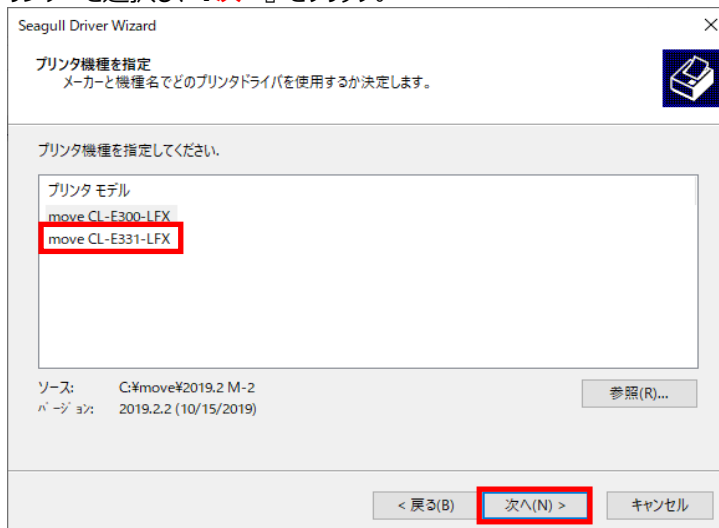 Seagull Driver Wizard
プリンタ機種を指定
メーカーと機種名でどのプリンタドライバを使用するか決定します。
プリンタ機種を指定してください.
プリンタ モデル
move CL-E300-LFX
move CL-E331-LFX
ソース: C:¥move¥2019.2 M-2
参照(R)...
ﾊﾞｰｼﾞｮﾝ: 2019.2.2 (10/15/2019)
< 戻る(B) 次へ(N) > キャンセル